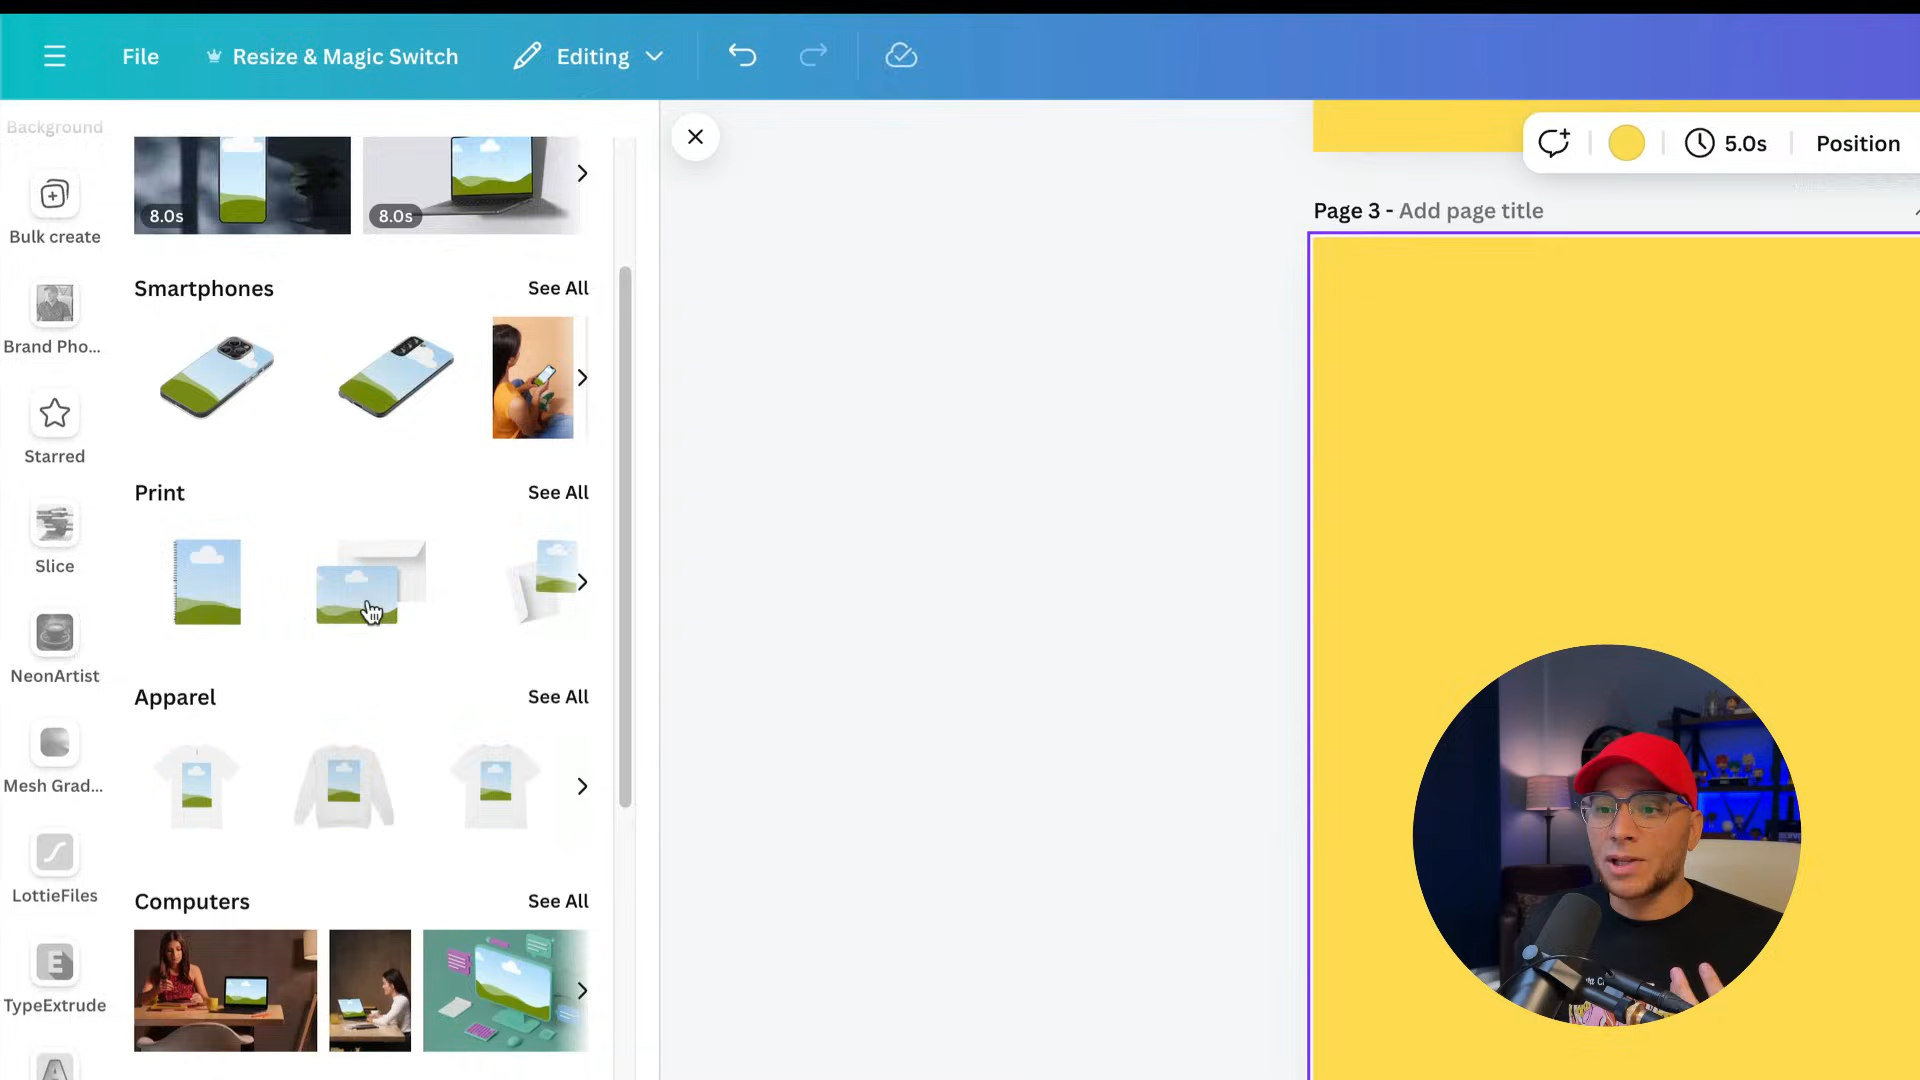 File
Resize & Magic Switch
Editing
Background
Bulk create
Brand Pho...
Starred
Slice
NeonArtist
Mesh Grad...
LottieFiles
E
TypeExtrude
A
8.0s
8.0s
Smartphones
See All
Print
See All
Apparel
See All
Computers
See All
5.0s
Position
Page 3 - Add page title